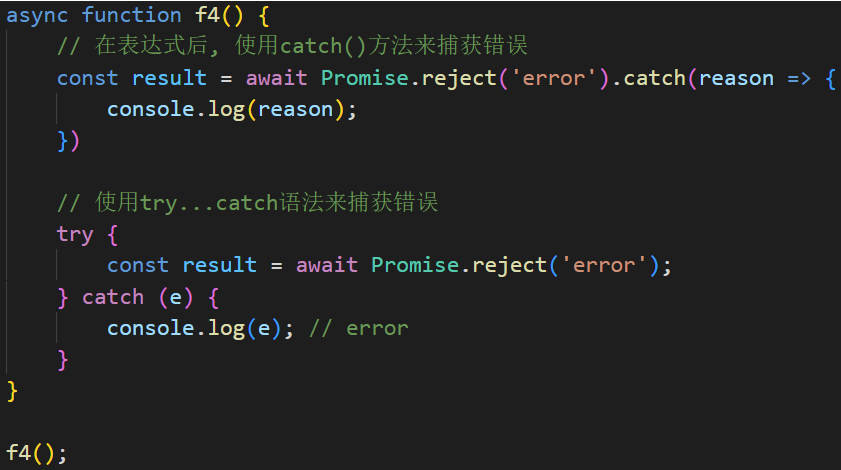 async function f4() {
    // 在表达式后, 使用catch()方法来捕获错误
    const result = await Promise.reject('error').catch(reason => {
        console.log(reason);
    })

    // 使用try...catch语法来捕获错误
    try {
        const result = await Promise.reject('error');
    } catch (e) {
        console.log(e); // error
    }
}

f4();